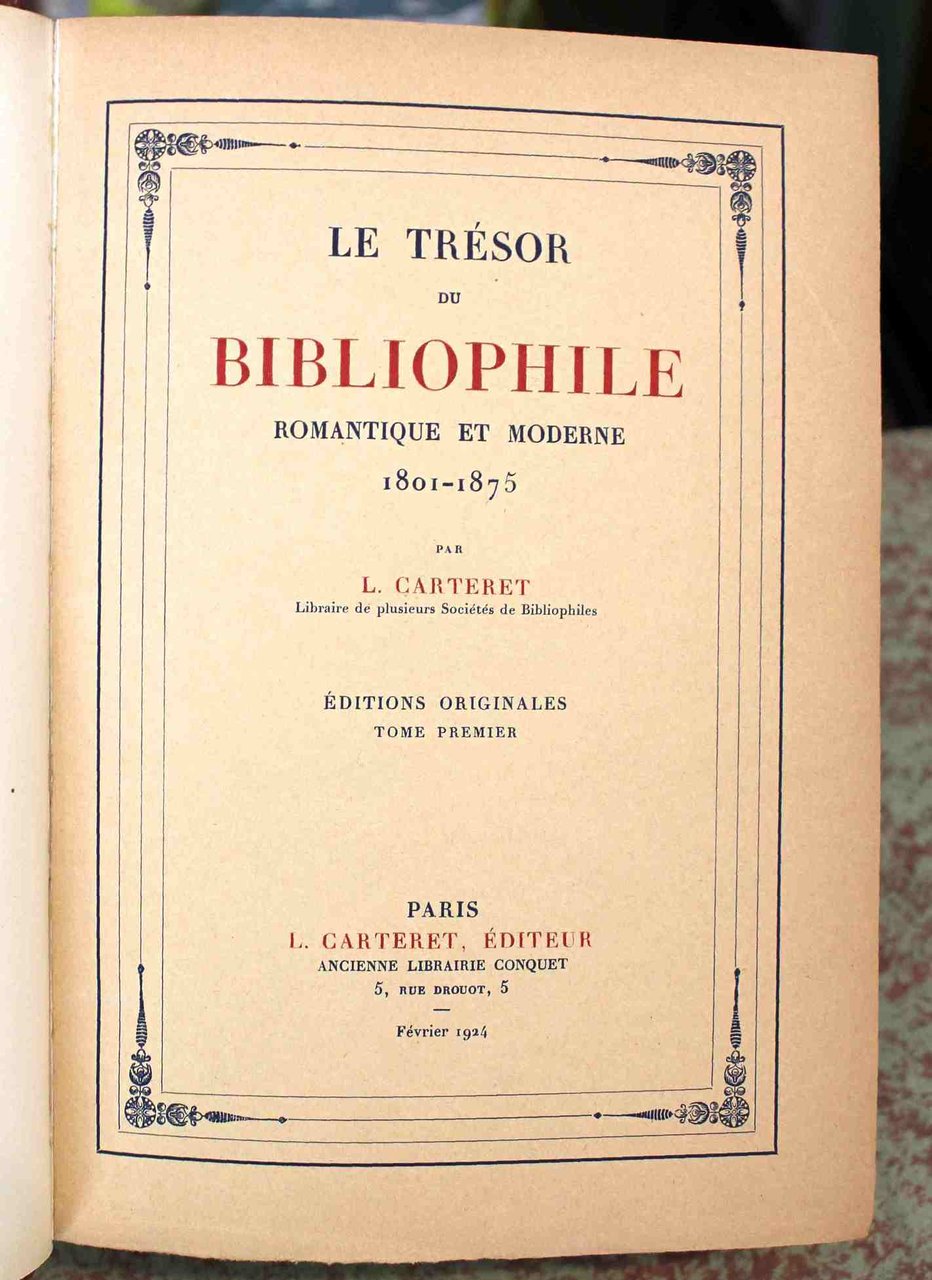 LE TRÉSOR
DU
BIBLIOPHILE
ROMANTIQUE ET MODERNE
1801-1875
PAR
L. CARTERET
Libraire de plusieurs Sociétés de Bibliophiles
ÉDITIONS ORIGINALES
TOME PREMIER
PARIS
L. CARTERET, ÉDITEUR
ANCIENNE LIBRAIRIE CONQUET
5, RUE DROUOT, 5
Février 1924